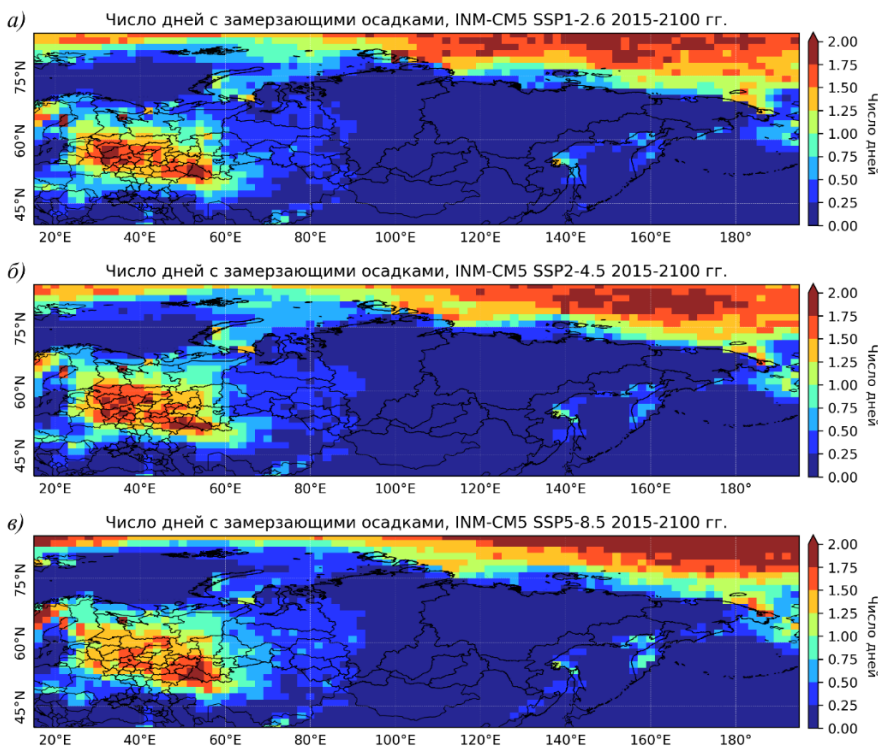 а) Число дней с замерзающими осадками, INM-CM5 SSP1-2.6 2015-2100 гг.
75°N
60°N
45°N
20°E 40°E 60°E 80°E 100°E 120°E 140°E 160°E 180°
2.00
1.75
1.50
1.25
1.00
0.75
0.50
0.25
0.00
Число дней
б) Число дней с замерзающими осадками, INM-CM5 SSP2-4.5 2015-2100 гг.
75°N
60°N
45°N
20°E 40°E 60°E 80°E 100°E 120°E 140°E 160°E 180°
2.00
1.75
1.50
1.25
1.00
0.75
0.50
0.25
0.00
Число дней
в) Число дней с замерзающими осадками, INM-CM5 SSP5-8.5 2015-2100 гг.
75°N
60°N
45°N
20°E 40°E 60°E 80°E 100°E 120°E 140°E 160°E 180°
2.00
1.75
1.50
1.25
1.00
0.75
0.50
0.25
0.00
Число дней